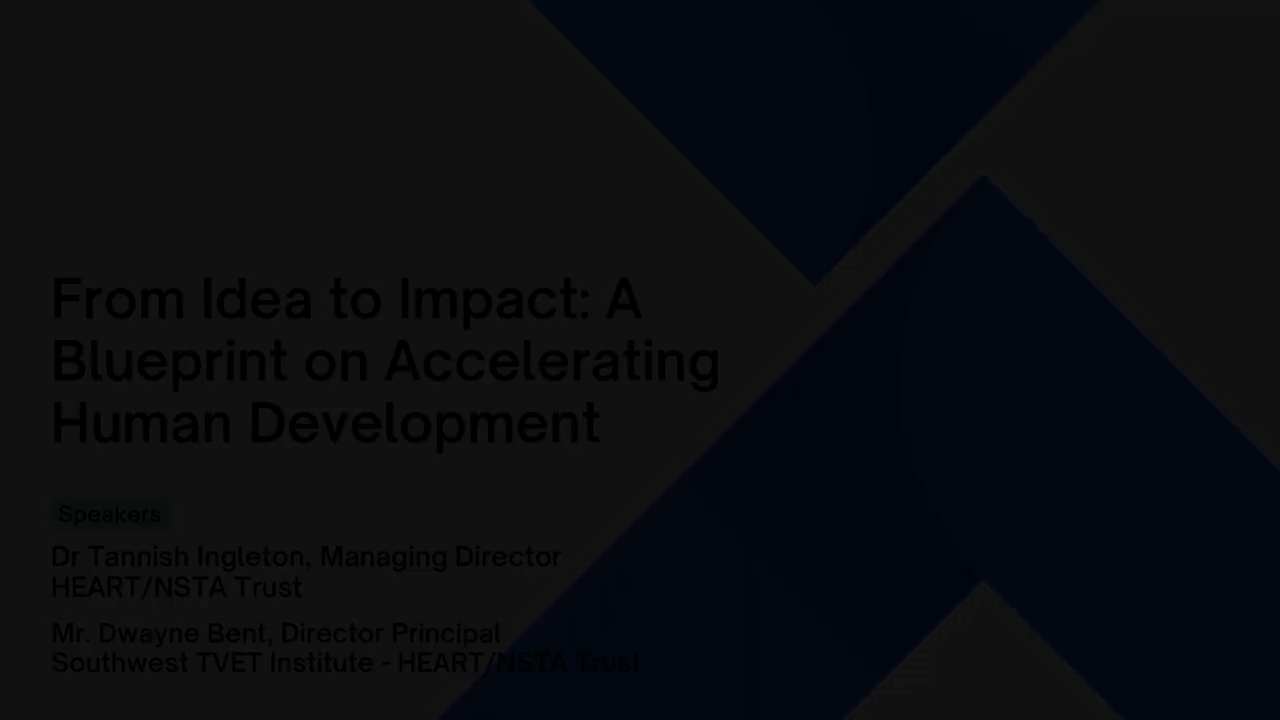 From Idea to Impact: A
Blueprint on Accelerating
Human Development
Speakers
Dr Tannish Ingleton, Managing Director
HEART/NSTA Trust
Mr. Dwayne Bent, Director Principal
Southwest TVET Institute - HEART/NSTA Trust